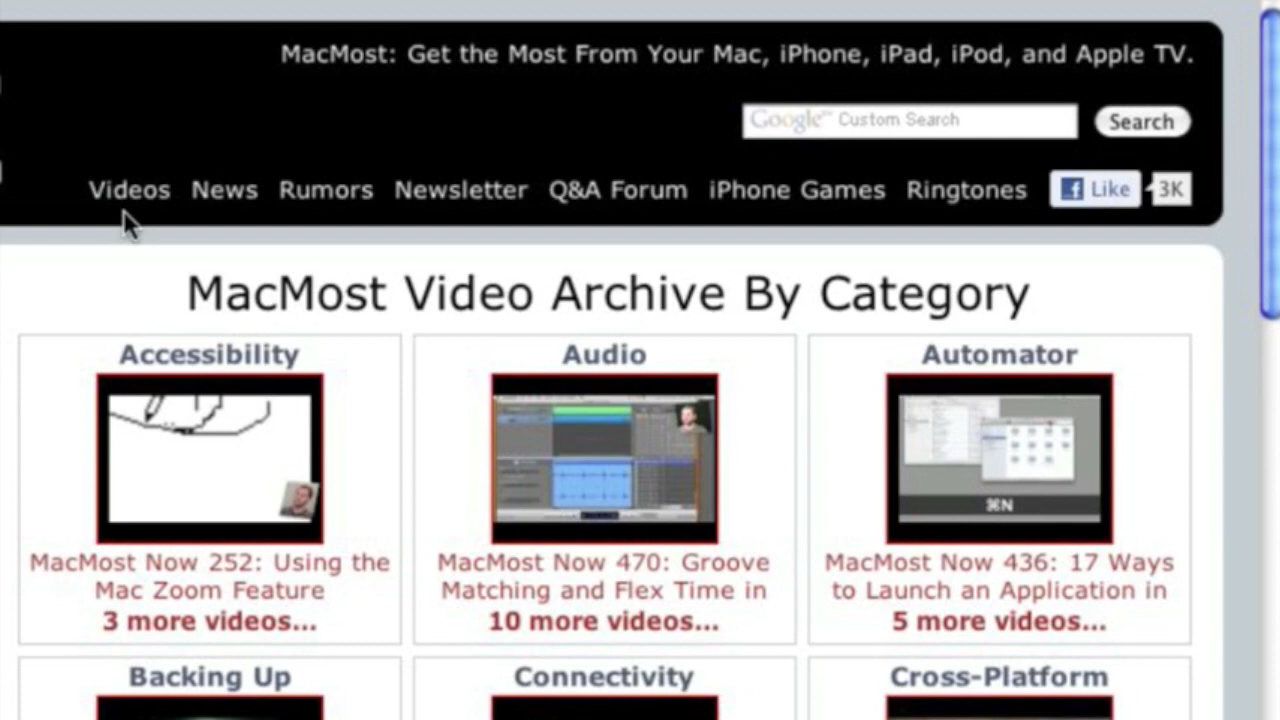 MacMost: Get the Most From Your Mac, iPhone, iPad, iPod, and Apple TV.
Google™ Custom Search
Search
Videos News Rumors Newsletter Q&A Forum iPhone Games Ringtones Like 3K
MacMost Video Archive By Category
Accessibility Audio Automator
⌘N
MacMost Now 252: Using the MacMost Now 470: Groove MacMost Now 436: 17 Ways
Mac Zoom Feature Matching and Flex Time in to Launch an Application in
3 more videos... 10 more videos... 5 more videos...
Backing Up Connectivity Cross-Platform